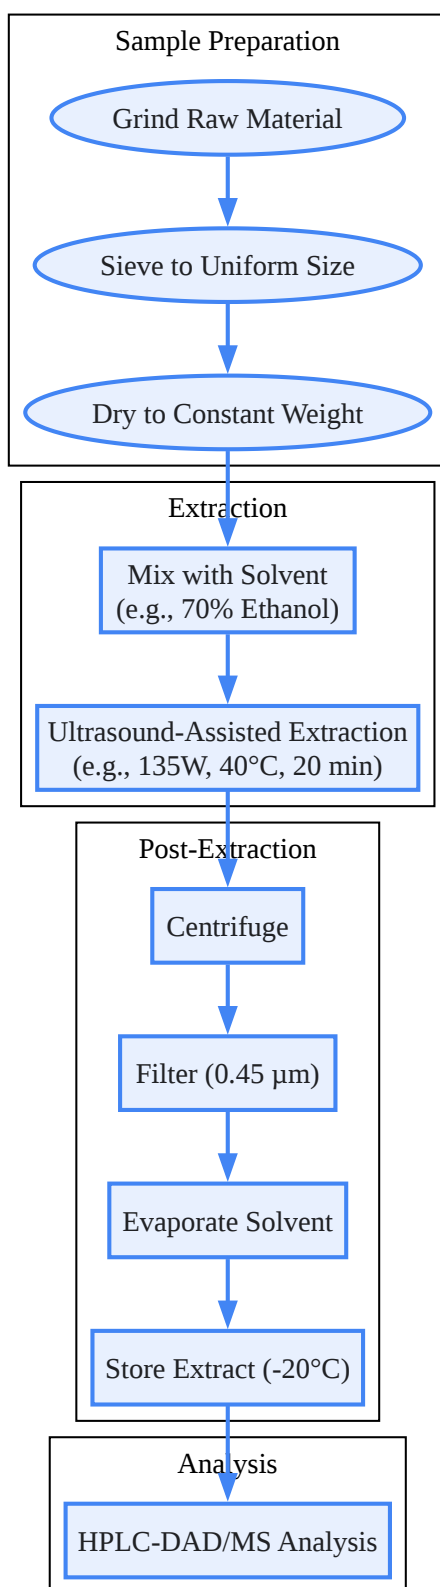 Sample Preparation
Grind Raw Material
Sieve to Uniform Size
Dry to Constant Weight
Extraction
Mix with Solvent
(e.g., 70% Ethanol)
Ultrasound-Assisted Extraction
(e.g., 135W, 40°C, 20 min)
Post-Extraction
Centrifuge
Filter (0.45 µm)
Evaporate Solvent
Store Extract (-20°C)
Analysis
HPLC-DAD/MS Analysis